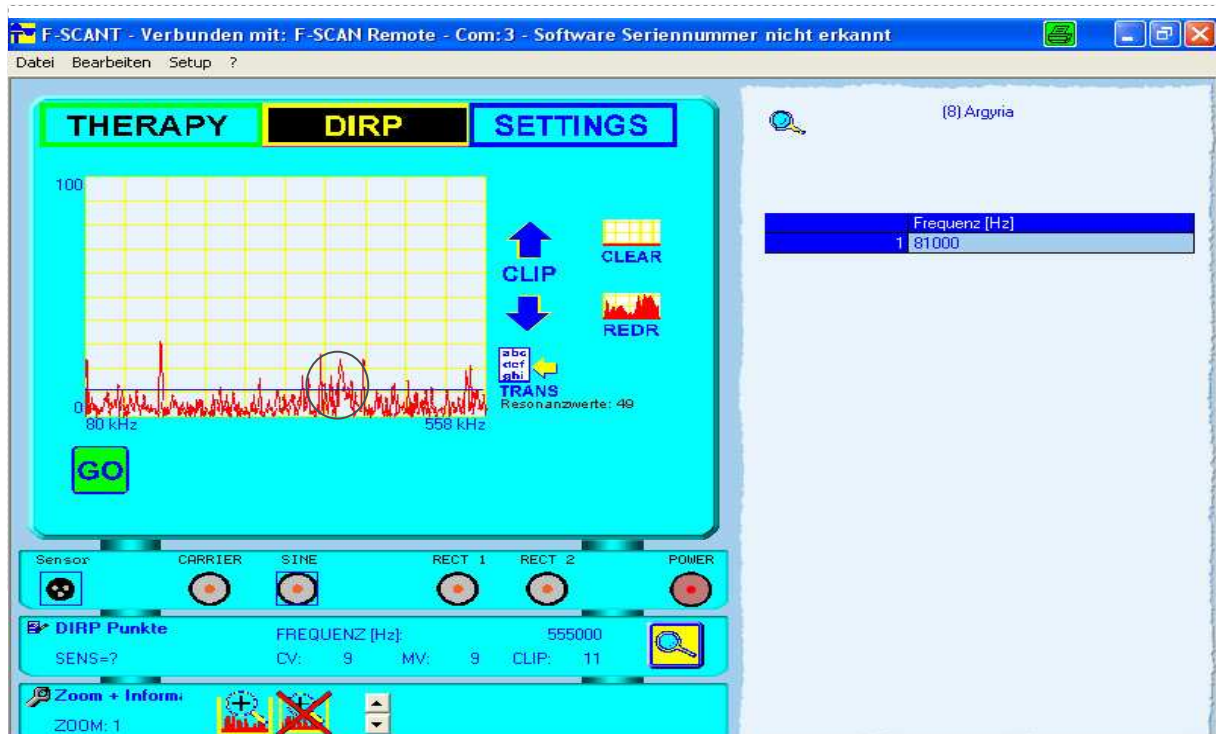 F-SCANT - Verbunden mit: F-SCAN Remote - Com:3 - Software Seriennummer nicht erkannt
Datei Bearbeiten Setup ?
THERAPY DIRP SETTINGS
100
0
80 kHz 558 kHz
CLIP
CLEAR
REDR
abc
def
ghi
TRANS
Resonanzwerte: 49
GO
Sensor CARRIER SINE RECT 1 RECT 2 POWER
DIRP Punkte
SENS=?
FREQUENZ [Hz]: 555000
CV: 9 MV: 9 CLIP: 11
Zoom + Informa
ZOOM: 1
(8) Argyria
Frequenz [Hz]
1 81000